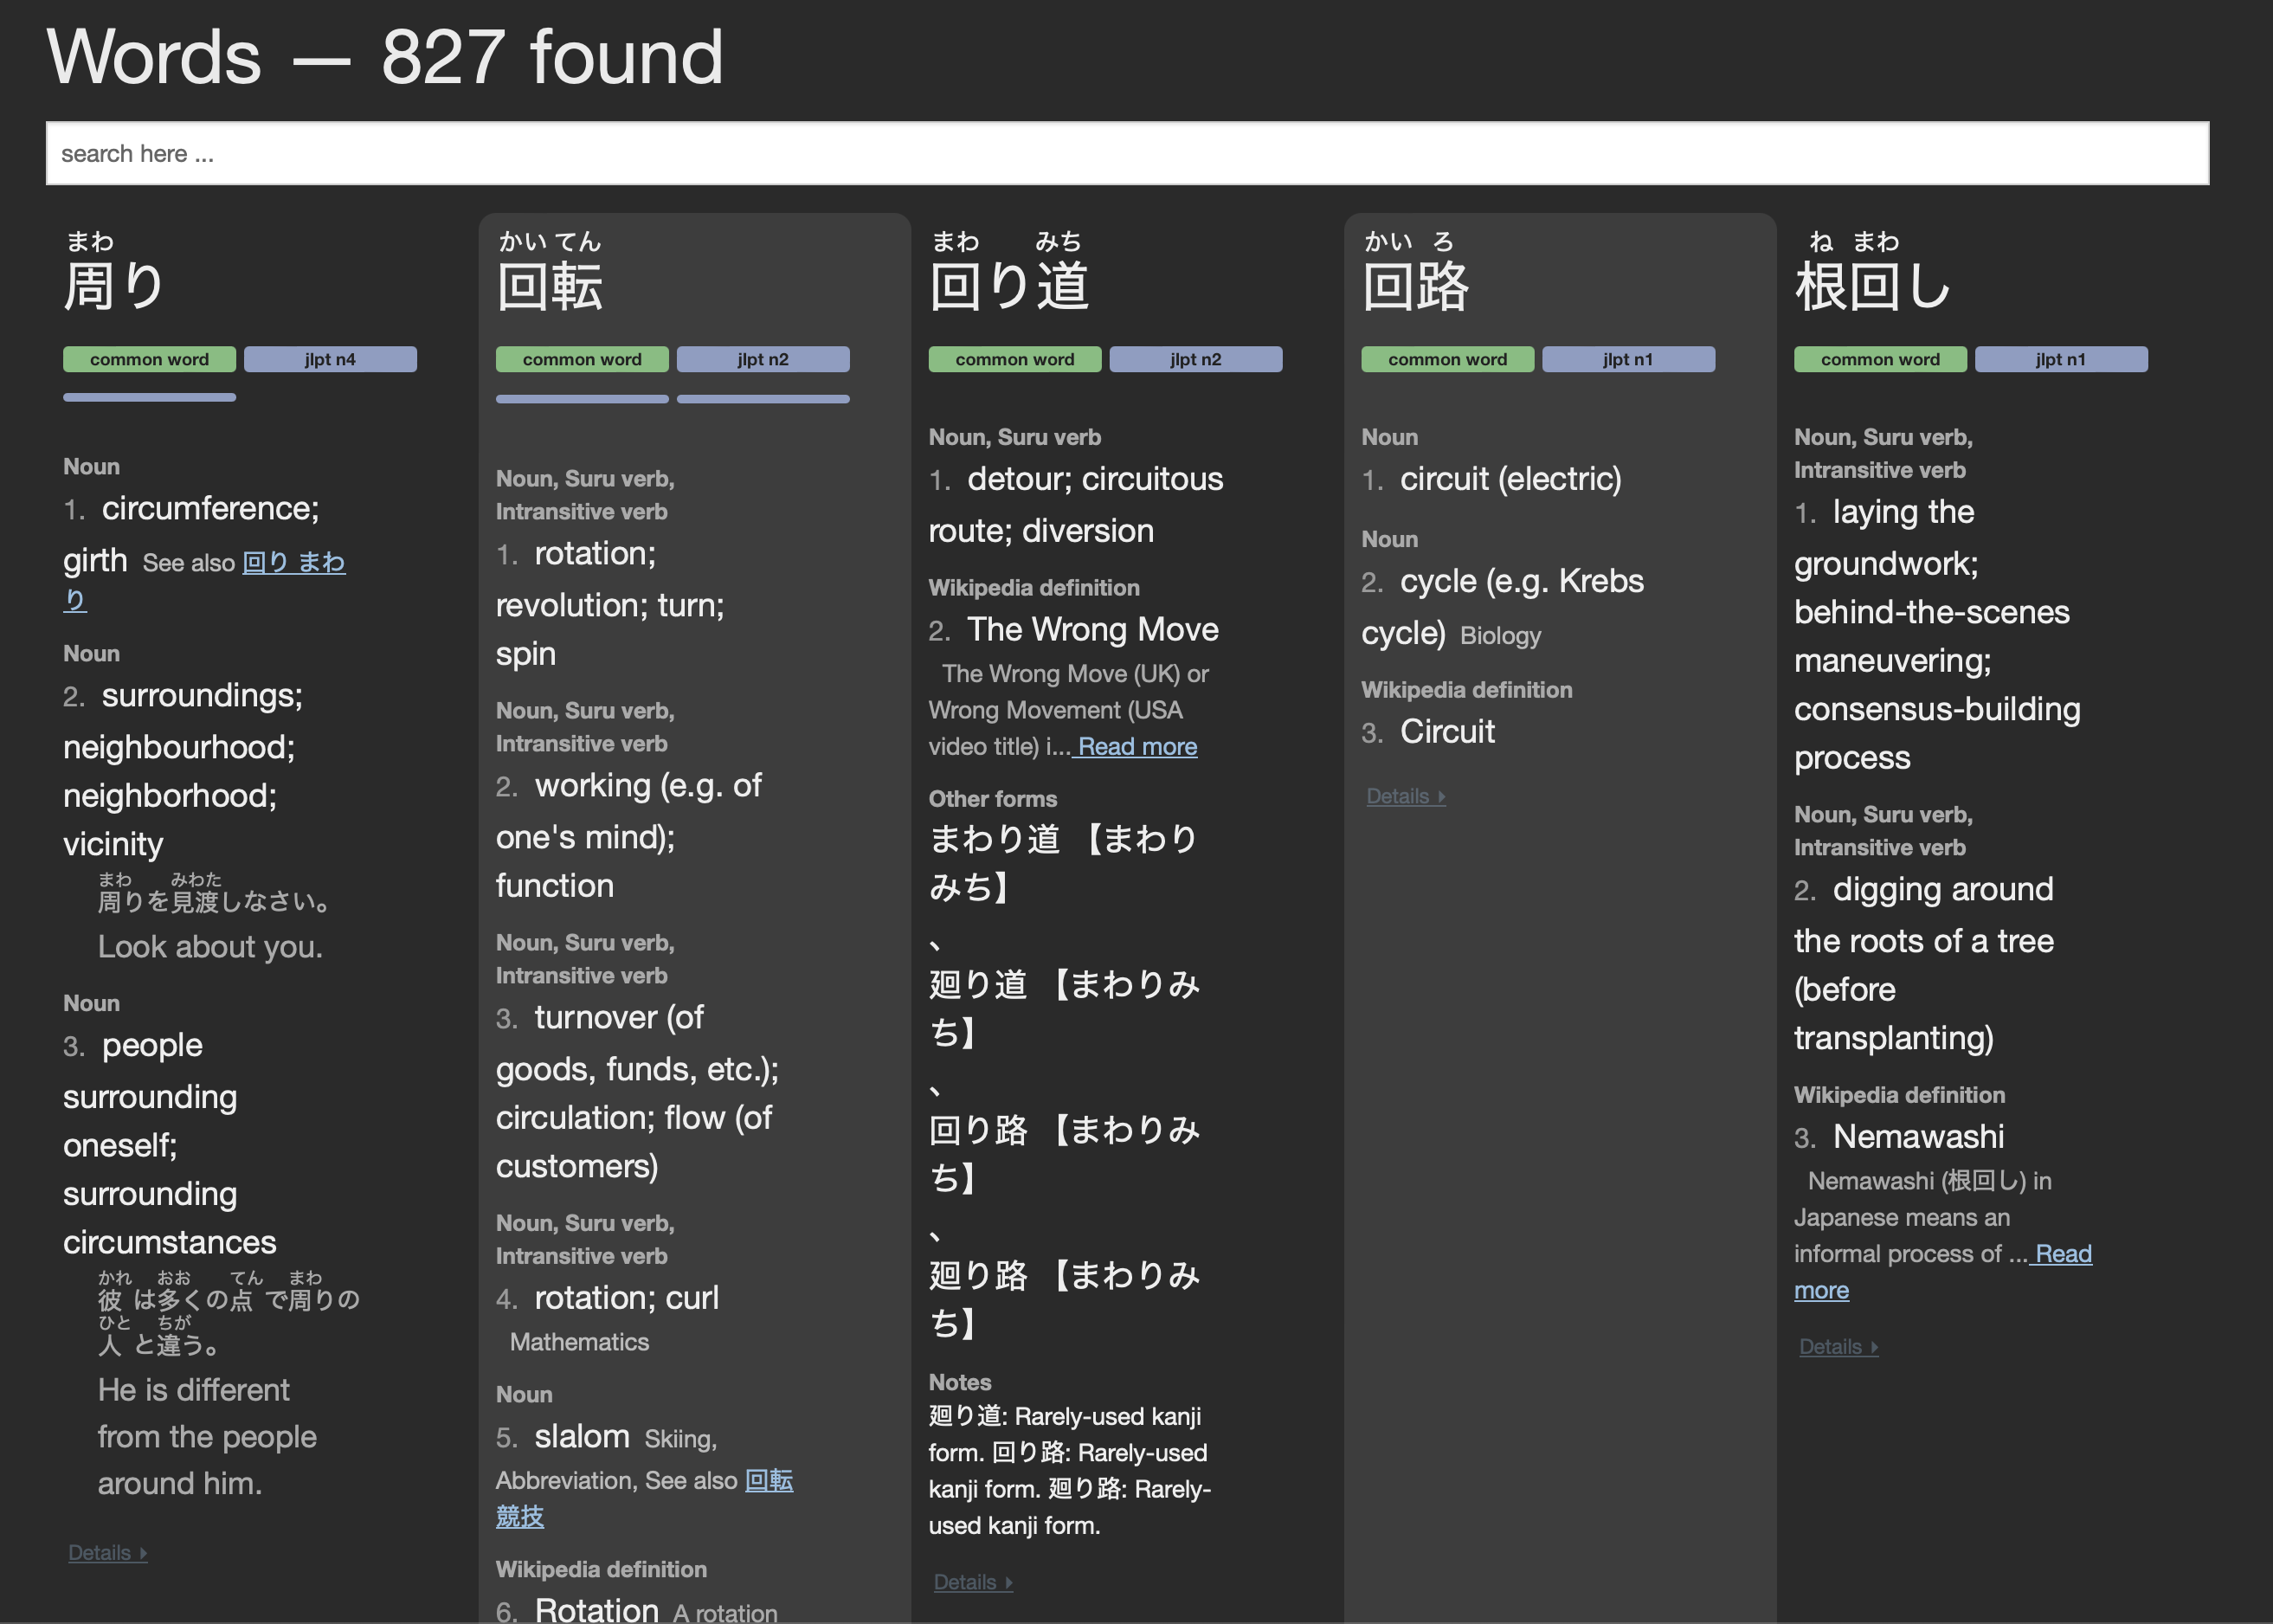 Words — 827 found
search here ...
まわ
周り
common word jlpt n4
Noun
1. circumference;
girth See also 回り まわ
り
Noun
2. surroundings;
neighbourhood;
neighborhood;
vicinity
まわ みわた
周りを見渡しなさい。
Look about you.
Noun
3. people
surrounding
oneself;
surrounding
circumstances
かれ おお てん まわ
彼 は多くの点 で周りの
ひと ちが
人 と違う。
He is different
from the people
around him.
Details
かい てん
回転
common word jlpt n2
Noun, Suru verb,
Intransitive verb
1. rotation;
revolution; turn;
spin
Noun, Suru verb,
Intransitive verb
2. working (e.g. of
one's mind);
function
Noun, Suru verb,
Intransitive verb
3. turnover (of
goods, funds, etc.);
circulation; flow (of
customers)
Noun, Suru verb,
Intransitive verb
4. rotation; curl
Mathematics
Noun
5. slalom Skiing,
Abbreviation, See also 回転
競技
Wikipedia definition
6. Rotation A rotation
まわ みち
回り道
common word jlpt n2
Noun, Suru verb
1. detour; circuitous
route; diversion
Wikipedia definition
2. The Wrong Move
The Wrong Move (UK) or
Wrong Movement (USA
video title) i... Read more
Other forms
まわり道 【まわり
みち】
、
廻り道 【まわりみ
ち】
、
回り路 【まわりみ
ち】
、
廻り路 【まわりみ
ち】
Notes
廻り道: Rarely-used kanji
form. 回り路: Rarely-used
kanji form. 廻り路: Rarely-
used kanji form.
Details
かい ろ
回路
common word jlpt n1
Noun
1. circuit (electric)
Noun
2. cycle (e.g. Krebs
cycle) Biology
Wikipedia definition
3. Circuit
Details
ね まわ
根回し
common word jlpt n1
Noun, Suru verb,
Intransitive verb
1. laying the
groundwork;
behind-the-scenes
maneuvering;
consensus-building
process
Noun, Suru verb,
Intransitive verb
2. digging around
the roots of a tree
(before
transplanting)
Wikipedia definition
3. Nemawashi
Nemawashi (根回し) in
Japanese means an
informal process of ... Read
more
Details